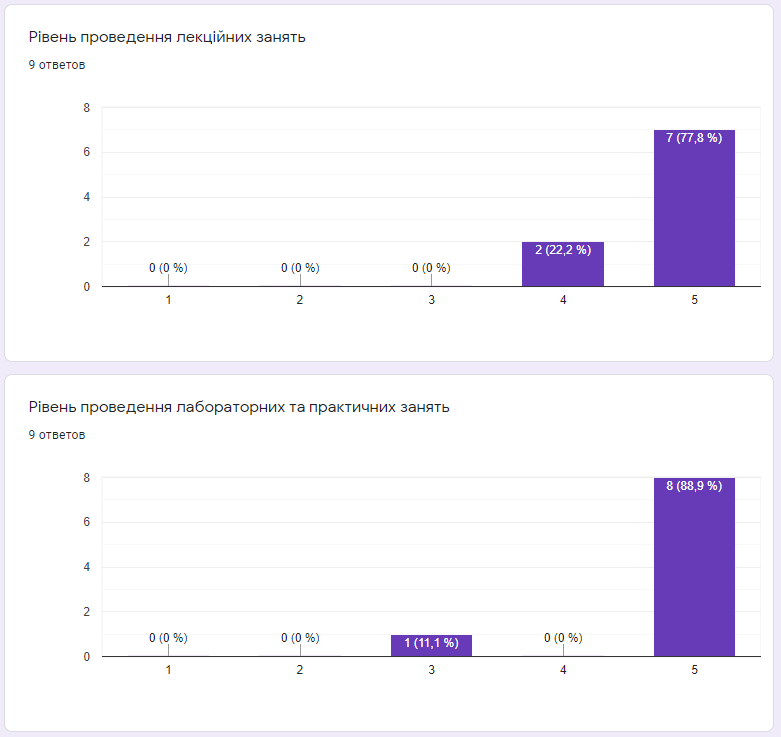 Рівень проведення лекційних занять
9 ответов
8
6
4
2
0
0 (0 %)
0 (0 %)
0 (0 %)
2 (22,2 %)
7 (77,8 %)
1
2
3
4
5
Рівень проведення лабораторних та практичних занять
9 ответов
8
6
4
2
0
0 (0 %)
0 (0 %)
1 (11,1 %)
0 (0 %)
8 (88,9 %)
1
2
3
4
5